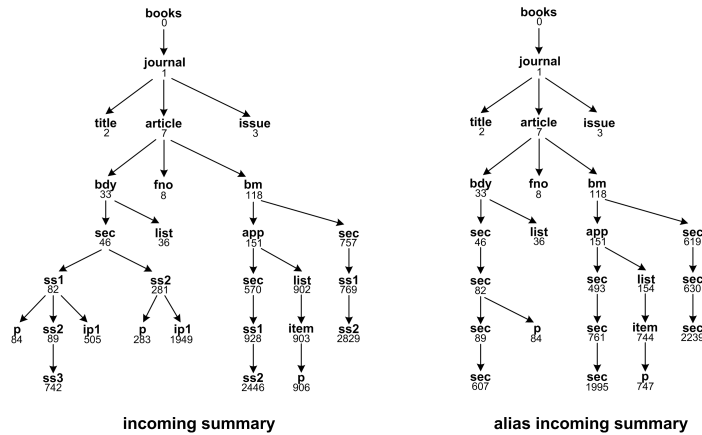 books books
0 0
journal journal
1 1
title article issue title article issue
2 7 3 2 7 3
bdy fno bm bdy fno bm
33 8 118 33 8 118
sec list app sec sec list app sec
46 36 151 757 46 36 151 619
ss1 ss2 sec list ss1 sec sec list sec
82 281 570 902 769 82 493 154 630
p ss2 ip1 p ip1 ss1 item ss2 sec p sec item sec
84 89 505 283 1949 928 903 2829 89 84 761 744 2239
ss3 ss2 p sec sec p
742 2446 906 607 1995 747
incoming summary alias incoming summary